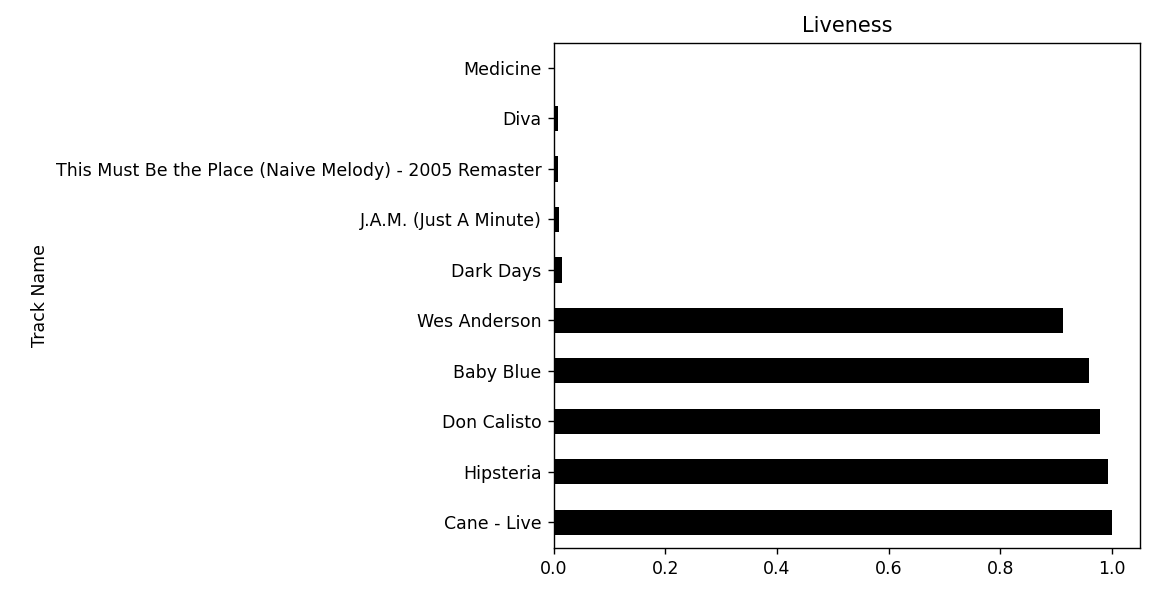 Liveness
Medicine
Diva
This Must Be the Place (Naive Melody) - 2005 Remaster
J.A.M. (Just A Minute)
Dark Days
Wes Anderson
Baby Blue
Don Calisto
Hipsteria
Cane - Live
Track Name
0.0 0.2 0.4 0.6 0.8 1.0